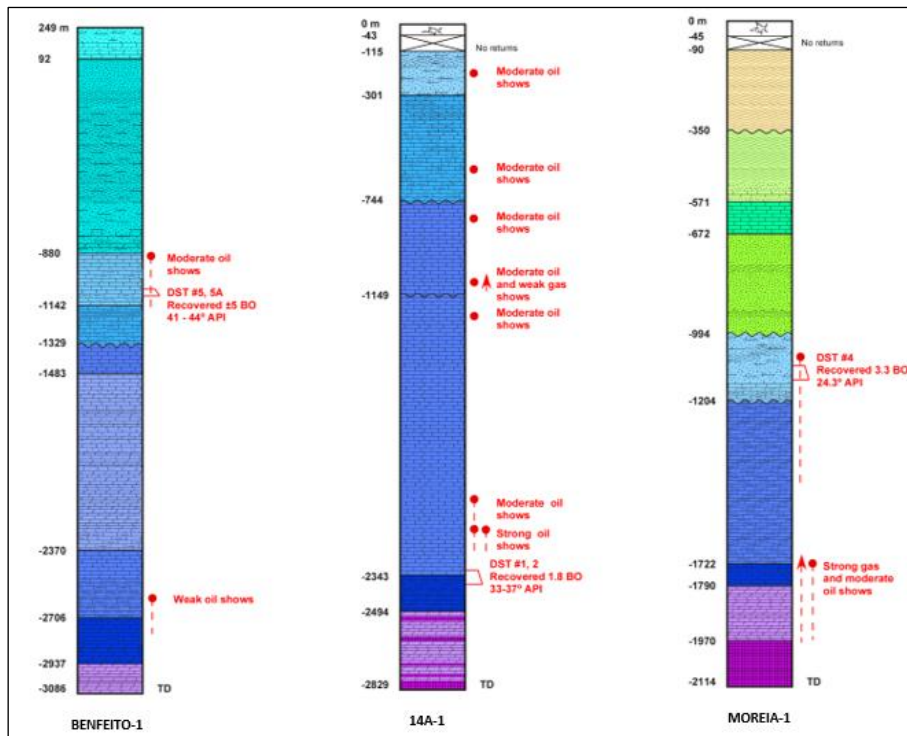 249 m
92
-880
-1142
-1329
-1483
-2370
-2706
-2937
-3086
TD
Moderate oil
shows
DST #5, 5A
Recovered ±5 BO
41 - 44º API
Weak oil shows
BENFEITO-1
0 m
-43
-115
-301
-744
-1149
-2343
-2494
-2829
TD
No returns
Moderate oil
shows
Moderate oil
shows
Moderate oil
shows
Moderate oil
and weak gas
shows
Moderate oil
shows
Moderate oil
shows
Strong oil
shows
DST #1, 2
Recovered 1.8 BO
33-37º API
14A-1
0 m
-45
-90
-350
-571
-672
-994
-1204
-1722
-1790
-1970
-2114
TD
No returns
DST #4
Recovered 3.3 BO
24.3º API
Strong gas
and moderate
oil shows
MOREIA-1